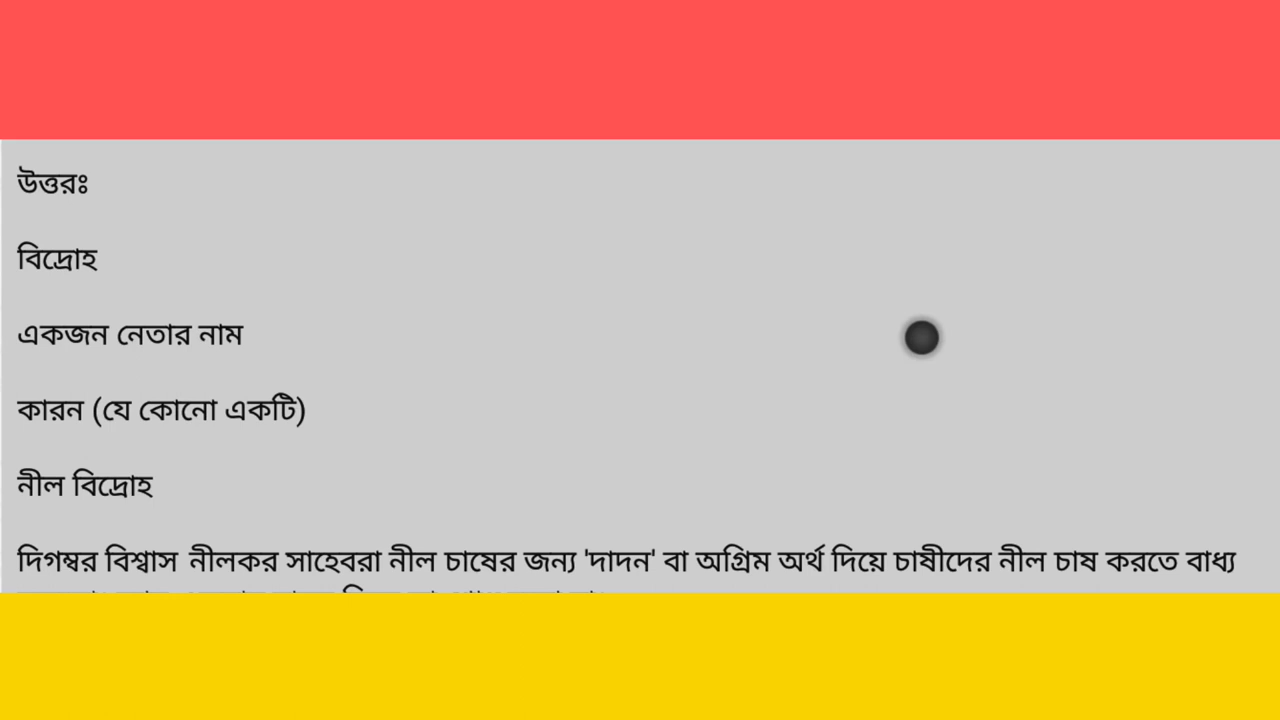 উত্তরঃ
বিদ্রোহ
একজন নেতার নাম
কারন (যে কোনো একটি)
নীল বিদ্রোহ
দিগম্বর বিশ্বাস নীলকর সাহেবরা নীল চাষের জন্য 'দাদন' বা অগ্রিম অর্থ দিয়ে চাষীদের নীল চাষ করতে বাধ্য